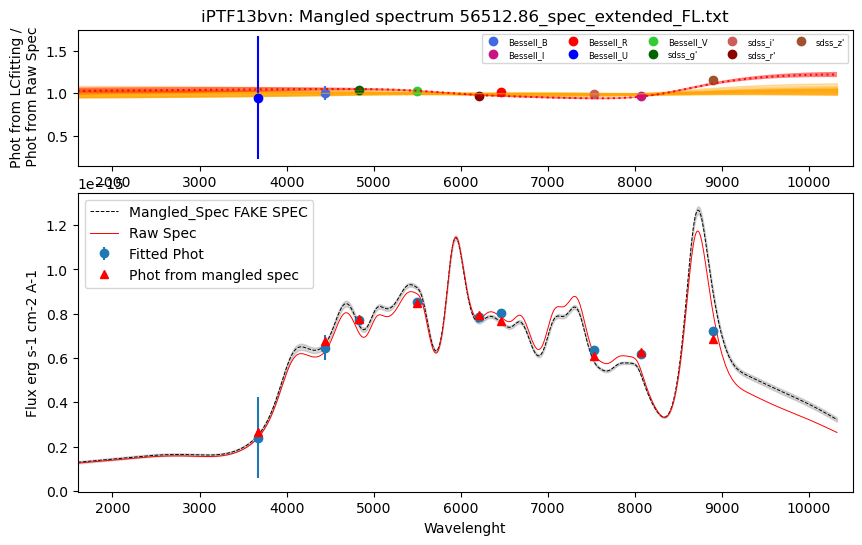 iPTF13bvn: Mangled spectrum 56512.86_spec_extended_FL.txt
Phot from LCfitting /
Phot from Raw Spec
1.5
1.0
0.5
Bessell_B Bessell_R Bessell_V sdss_i' sdss_z'
Bessell_I Bessell_U sdss_g' sdss_r'
2000 3000 4000 5000 6000 7000 8000 9000 10000
1e−15
Flux erg s-1 cm-2 A-1
1.2
1.0
0.8
0.6
0.4
0.2
0.0
Mangled_Spec FAKE SPEC
Raw Spec
Fitted Phot
Phot from mangled spec
2000 3000 4000 5000 6000 7000 8000 9000 10000
Wavelenght